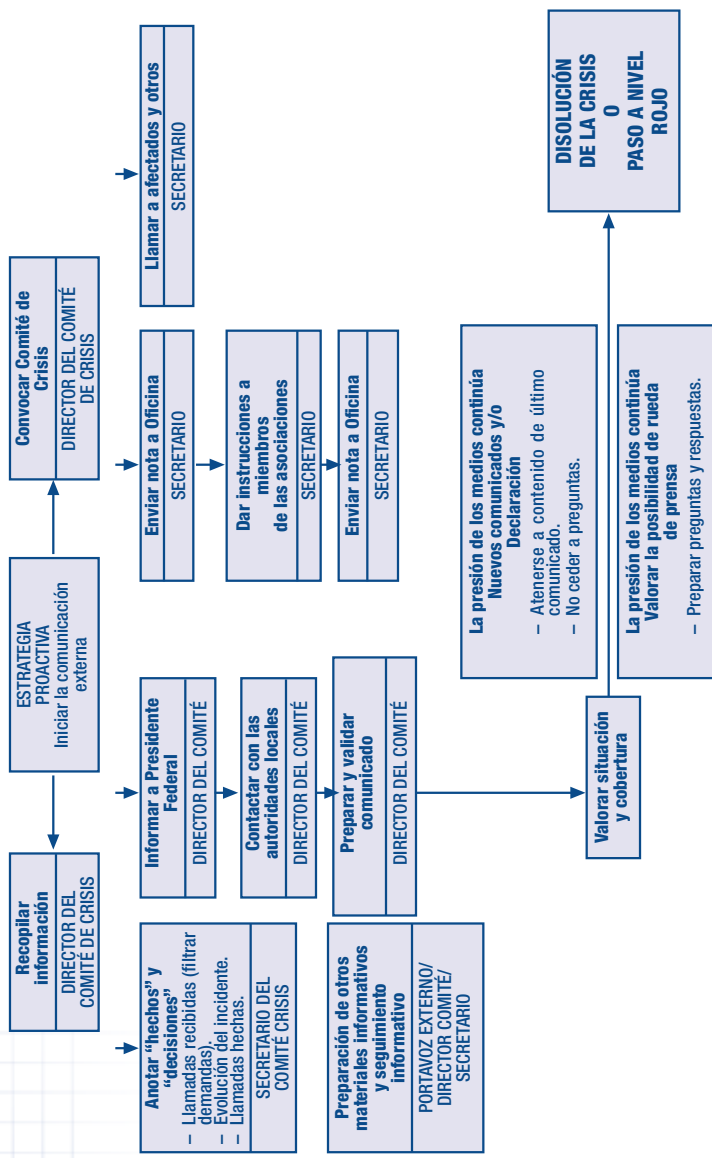 ESTRATEGIA
PROACTIVA
Iniciar la comunicación
externa
Recopilar
información
DIRECTOR DEL
COMITÉ DE CRISIS
Convocar Comité de
Crisis
DIRECTOR DEL COMITÉ
DE CRISIS
Anotar “hechos” y
“decisiones”
– Llamadas recibidas (filtrar
demandas).
– Evolución del incidente.
– Llamadas hechas.
SECRETARIO DEL
COMITÉ CRISIS
Informar a Presidente
Federal
DIRECTOR DEL COMITÉ
Enviar nota a Oficina
SECRETARIO
Llamar a afectados y otros
SECRETARIO
Contactar con las
autoridades locales
DIRECTOR DEL COMITÉ
Dar instrucciones a
miembros
de las asociaciones
SECRETARIO
Preparación de otros
materiales informativos
y seguimiento
informativo
PORTAVOZ EXTERNO/
DIRECTOR COMITÉ/
SECRETARIO
Preparar y validar
comunicado
DIRECTOR DEL COMITÉ
Enviar nota a Oficina
SECRETARIO
Valorar situación
y cobertura
La presión de los medios continúa
Nuevos comunicados y/o
Declaración
– Atenerse a contenido de último
comunicado.
– No ceder a preguntas.
La presión de los medios continúa
Valorar la posibilidad de rueda
de prensa
– Preparar preguntas y respuestas.
DISOLUCIÓN
DE LA CRISIS
O
PASO A NIVEL
ROJO